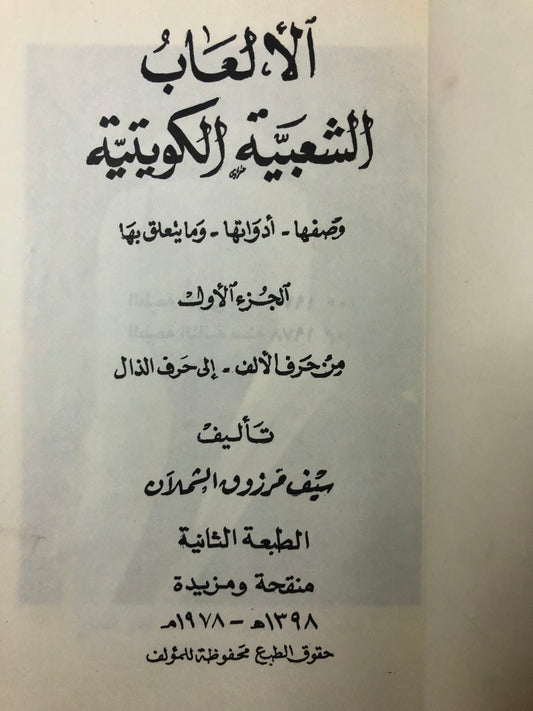 الألعاب
الشعبية الكويتية
وصفها - أدواتها - وما يتعلق بها
الجزء الأول
من حرف الألف - إلى حرف الذال
تأليف
سيف مرزوق الشملان
الطبعة الثانية
منقحة ومزيدة
١٣٩٨هـ - ١٩٧٨م
حقوق الطبع محفوظة للمؤلف